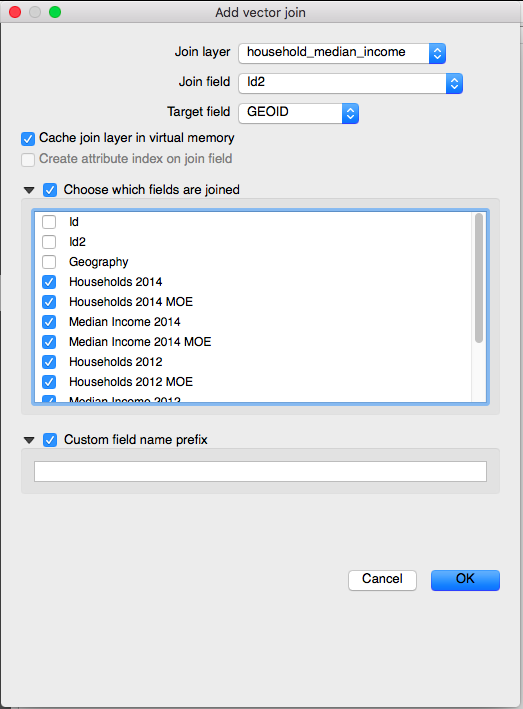 Add vector join
Join layer household_median_income
Join field Id2
Target field GEOID
Cache join layer in virtual memory
Create attribute index on join field
Choose which fields are joined
Id
Id2
Geography
Households 2014
Households 2014 MOE
Median Income 2014
Median Income 2014 MOE
Households 2012
Households 2012 MOE
Median Income 2012
Custom field name prefix
Cancel OK